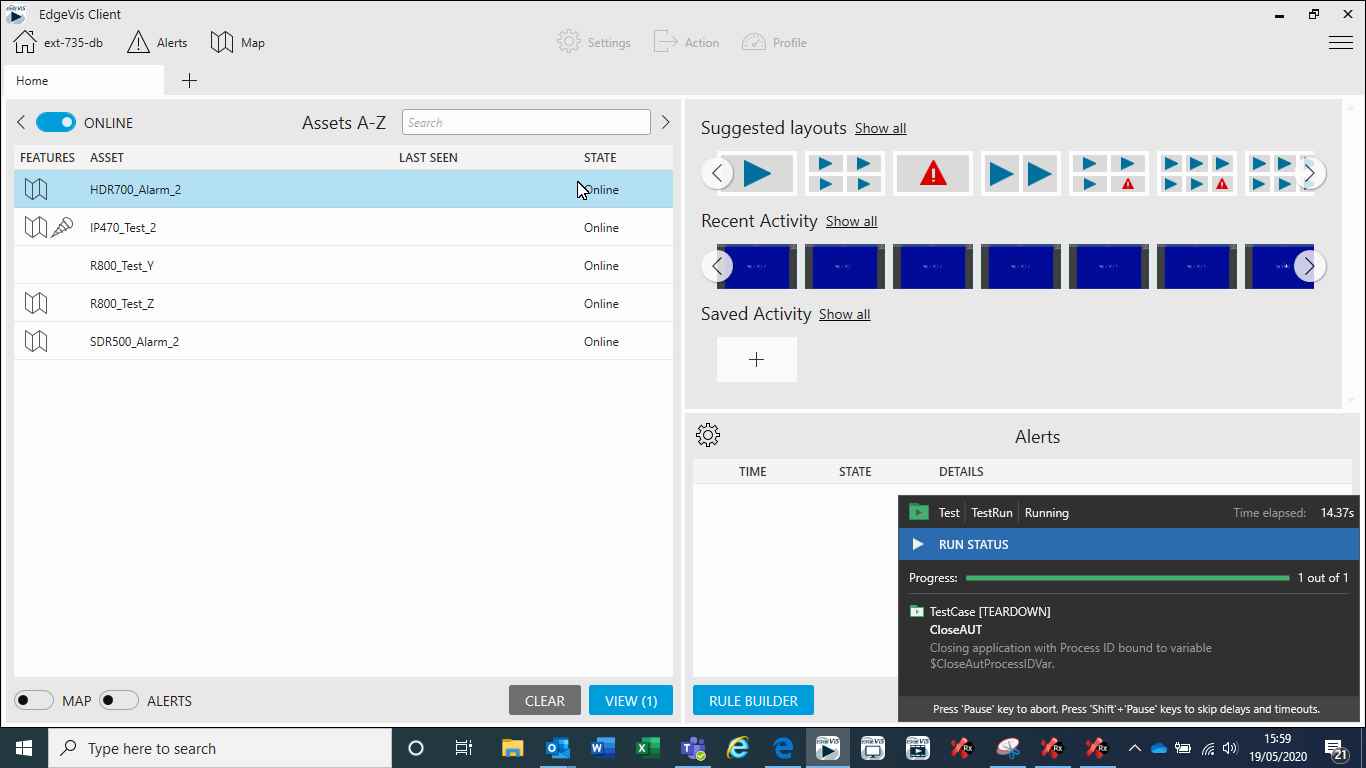 EdgeVis Client
ext-735-db Alerts Map Settings Action Profile
Home
ONLINE Assets A-Z Search
FEATURES ASSET LAST SEEN STATE
HDR700_Alarm_2 Online
IP470_Test_2 Online
R800_Test_Y Online
R800_Test_Z Online
SDR500_Alarm_2 Online
MAP ALERTS CLEAR VIEW (1)
Suggested layouts Show all
Recent Activity Show all
Saved Activity Show all
Alerts
TIME STATE DETAILS
RULE BUILDER
Test TestRun Running Time elapsed: 14.37s
RUN STATUS
Progress: 1 out of 1
TestCase [TEARDOWN]
CloseAUT
Closing application with Process ID bound to variable
$CloseAutProcessIDVar.
Press 'Pause' key to abort. Press 'Shift'+'Pause' keys to skip delays and timeouts.
Type here to search
15:59
19/05/2020
21